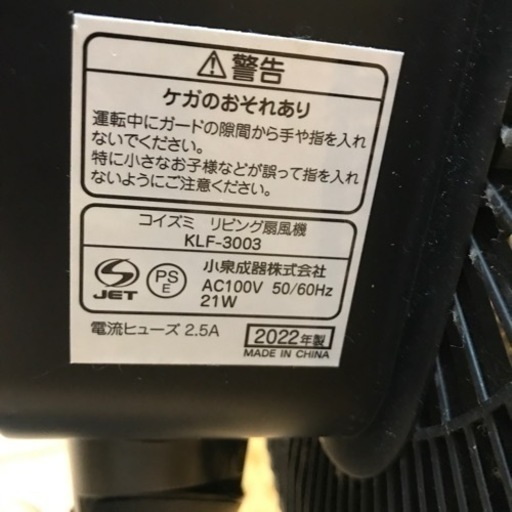 ⚠警告
ケガのおそれあり
運転中にガードの隙間から手や指を入れ
ないでください。
特に小さなお子様などが誤って指を入れ
ないようにご注意ください。
コイズミ リビング扇風機
KLF-3003
JET
PS
E
小泉成器株式会社
AC100V 50/60Hz
21W
電流ヒューズ 2.5A
2022年製
MADE IN CHINA